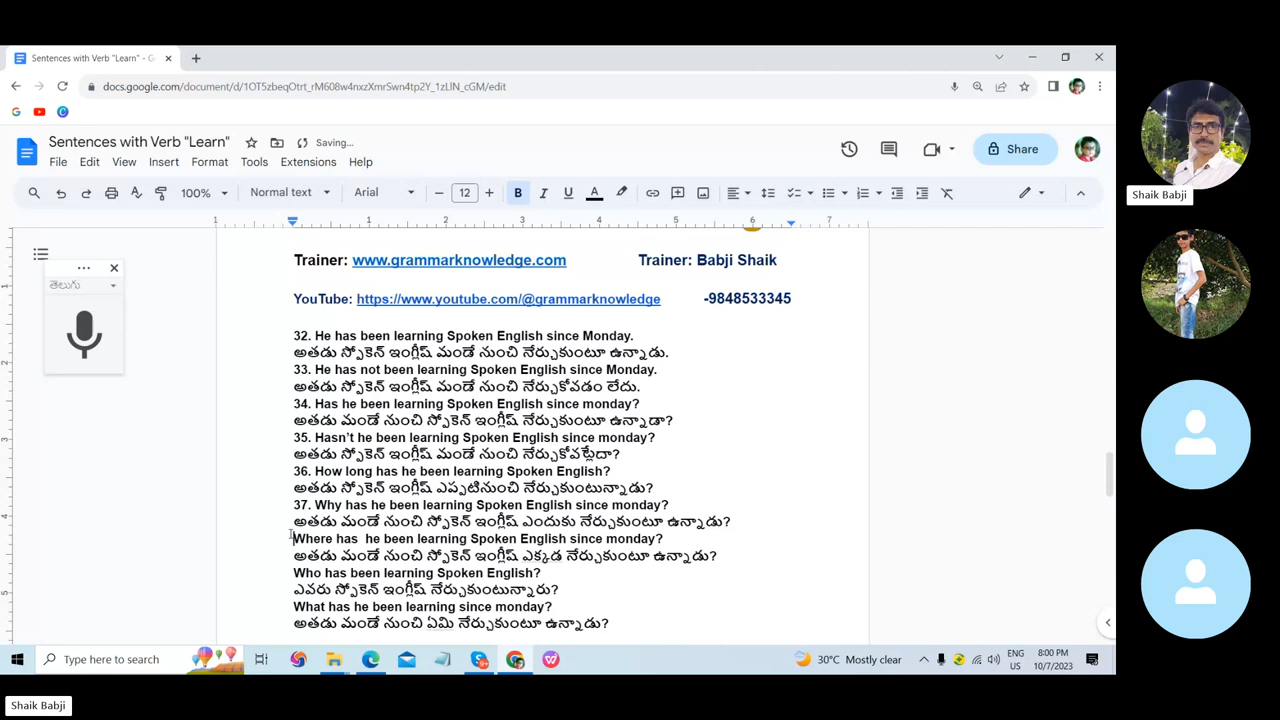 Sentences with Verb "Learn" - G
docs.google.com/document/d/1OT5zbeqOtrt_rM608w4nxzXmrSwn4tp2Y_1zLlN_cGM/edit
Sentences with Verb "Learn"
Saving...
File Edit View Insert Format Tools Extensions Help
Share
100% Normal text Arial 12 B I U A
1 1 2 3 4 5 6 7
తెలుగు
Trainer: www.grammarknowledge.com Trainer: Babji Shaik
YouTube: https://www.youtube.com/@grammarknowledge -9848533345
32. He has been learning Spoken English since Monday.
అతడు స్పోకెన్ ఇంగ్లీష్ మండే నుంచి నేర్చుకుంటూ ఉన్నాడు.
33. He has not been learning Spoken English since Monday.
అతడు స్పోకెన్ ఇంగ్లీష్ మండే నుంచి నేర్చుకోవడం లేదు.
34. Has he been learning Spoken English since monday?
అతడు మండే నుంచి స్పోకెన్ ఇంగ్లీష్ నేర్చుకుంటూ ఉన్నాడా?
35. Hasn't he been learning Spoken English since monday?
అతడు స్పోకెన్ ఇంగ్లీష్ మండే నుంచి నేర్చుకోవట్లేదా?
36. How long has he been learning Spoken English?
అతడు స్పోకెన్ ఇంగ్లీష్ ఎప్పటినుంచి నేర్చుకుంటున్నాడు?
37. Why has he been learning Spoken English since monday?
అతడు మండే నుంచి స్పోకెన్ ఇంగ్లీష్ ఎందుకు నేర్చుకుంటూ ఉన్నాడు?
Where has  he been learning Spoken English since monday?
అతడు మండే నుంచి స్పోకెన్ ఇంగ్లీష్ ఎక్కడ నేర్చుకుంటూ ఉన్నాడు?
Who has been learning Spoken English?
ఎవరు స్పోకెన్ ఇంగ్లీష్ నేర్చుకుంటున్నారు?
What has he been learning since monday?
అతడు మండే నుంచి ఏమి నేర్చుకుంటూ ఉన్నాడు?
Type here to search
30°C Mostly clear
ENG
US
8:00 PM
10/7/2023
Shaik Babji
Shaik Babji